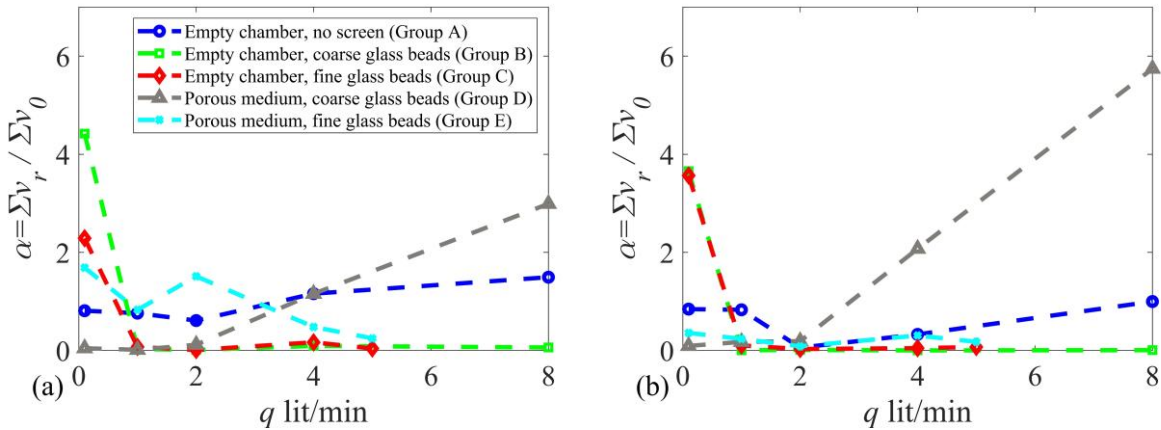 6
4
2
0
α=Σv_r / Σv_0
Empty chamber, no screen (Group A)
Empty chamber, coarse glass beads (Group B)
Empty chamber, fine glass beads (Group C)
Porous medium, coarse glass beads (Group D)
Porous medium, fine glass beads (Group E)
0 2 4 6 8
(a)
q lit/min
6
4
2
0
α=Σv_r / Σv_0
0 2 4 6 8
(b)
q lit/min